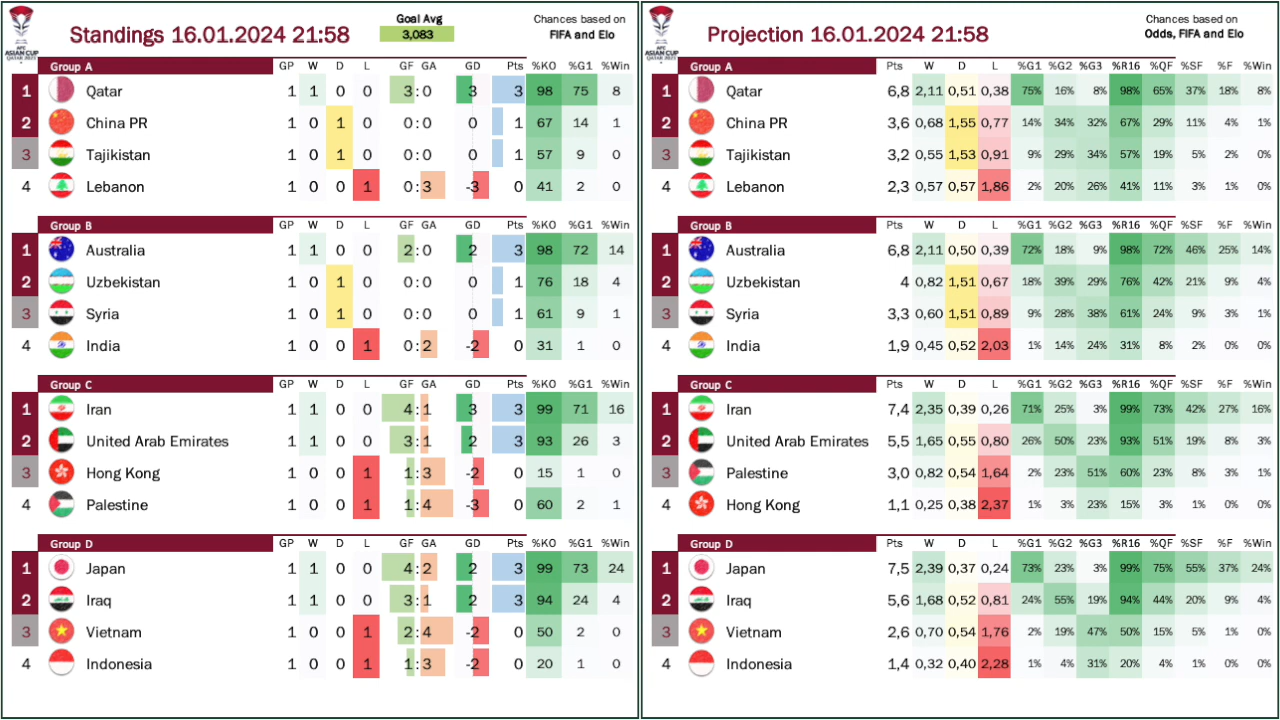 AFC
ASIAN CUP
QATAR 2023
Standings 16.01.2024 21:58
Goal Avg
3,083
Chances based on
FIFA and Elo
Group A GP W D L GF GA GD Pts %KO %G1 %Win
1 Qatar 1 1 0 0 3:0 3 3 98 75 8
2 China PR 1 0 1 0 0:0 0 1 67 14 1
3 Tajikistan 1 0 1 0 0:0 0 1 57 9 0
4 Lebanon 1 0 0 1 0:3 -3 0 41 2 0
Group B GP W D L GF GA GD Pts %KO %G1 %Win
1 Australia 1 1 0 0 2:0 2 3 98 72 14
2 Uzbekistan 1 0 1 0 0:0 0 1 76 18 4
3 Syria 1 0 1 0 0:0 0 1 61 9 1
4 India 1 0 0 1 0:2 -2 0 31 1 0
Group C GP W D L GF GA GD Pts %KO %G1 %Win
1 Iran 1 1 0 0 4:1 3 3 99 71 16
2 United Arab Emirates 1 1 0 0 3:1 2 3 93 26 3
3 Hong Kong 1 0 0 1 1:3 -2 0 15 1 0
4 Palestine 1 0 0 1 1:4 -3 0 60 2 1
Group D GP W D L GF GA GD Pts %KO %G1 %Win
1 Japan 1 1 0 0 4:2 2 3 99 73 24
2 Iraq 1 1 0 0 3:1 2 3 94 24 4
3 Vietnam 1 0 0 1 2:4 -2 0 50 2 0
4 Indonesia 1 0 0 1 1:3 -2 0 20 1 0
AFC
ASIAN CUP
QATAR 2023
Projection 16.01.2024 21:58
Chances based on
Odds, FIFA and Elo
Group A Pts W D L %G1 %G2 %G3 %R16 %QF %SF %F %Win
1 Qatar 6,8 2,11 0,51 0,38 75% 16% 8% 98% 65% 37% 18% 8%
2 China PR 3,6 0,68 1,55 0,77 14% 34% 32% 67% 29% 11% 4% 1%
3 Tajikistan 3,2 0,55 1,53 0,91 9% 29% 34% 57% 19% 5% 2% 0%
4 Lebanon 2,3 0,57 0,57 1,86 2% 20% 26% 41% 11% 3% 1% 0%
Group B Pts W D L %G1 %G2 %G3 %R16 %QF %SF %F %Win
1 Australia 6,8 2,11 0,50 0,39 72% 18% 9% 98% 72% 46% 25% 14%
2 Uzbekistan 4 0,82 1,51 0,67 18% 39% 29% 76% 42% 21% 9% 4%
3 Syria 3,3 0,60 1,51 0,89 9% 28% 38% 61% 24% 9% 3% 1%
4 India 1,9 0,45 0,52 2,03 1% 14% 24% 31% 8% 2% 0% 0%
Group C Pts W D L %G1 %G2 %G3 %R16 %QF %SF %F %Win
1 Iran 7,4 2,35 0,39 0,26 71% 25% 3% 99% 73% 42% 27% 16%
2 United Arab Emirates 5,5 1,65 0,55 0,80 26% 50% 23% 93% 51% 19% 8% 3%
3 Palestine 3,0 0,82 0,54 1,64 2% 23% 51% 60% 23% 8% 3% 1%
4 Hong Kong 1,1 0,25 0,38 2,37 1% 3% 23% 15% 3% 1% 0% 0%
Group D Pts W D L %G1 %G2 %G3 %R16 %QF %SF %F %Win
1 Japan 7,5 2,39 0,37 0,24 73% 23% 3% 99% 75% 55% 37% 24%
2 Iraq 5,6 1,68 0,52 0,81 24% 55% 19% 94% 44% 20% 9% 4%
3 Vietnam 2,6 0,70 0,54 1,76 2% 19% 47% 50% 15% 5% 1% 0%
4 Indonesia 1,4 0,32 0,40 2,28 1% 4% 31% 20% 4% 1% 0% 0%